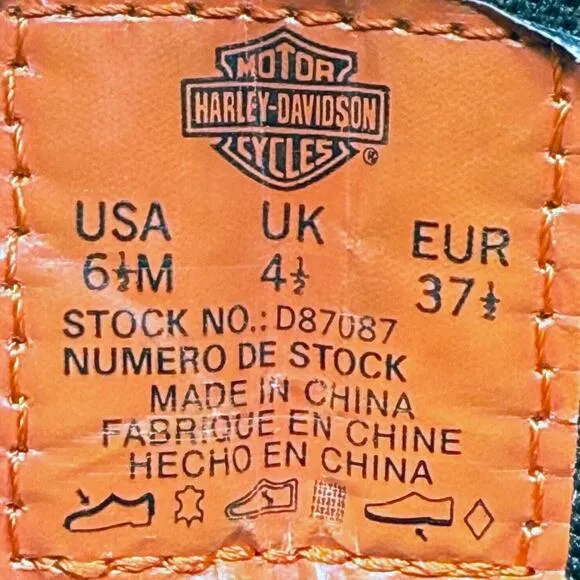 MOTOR
HARLEY-DAVIDSON
CYCLES ®
USA UK EUR
6½M 4½ 37½
STOCK NO.: D87087
NUMERO DE STOCK
MADE IN CHINA
FABRIQUE EN CHINE
HECHO EN CHINA